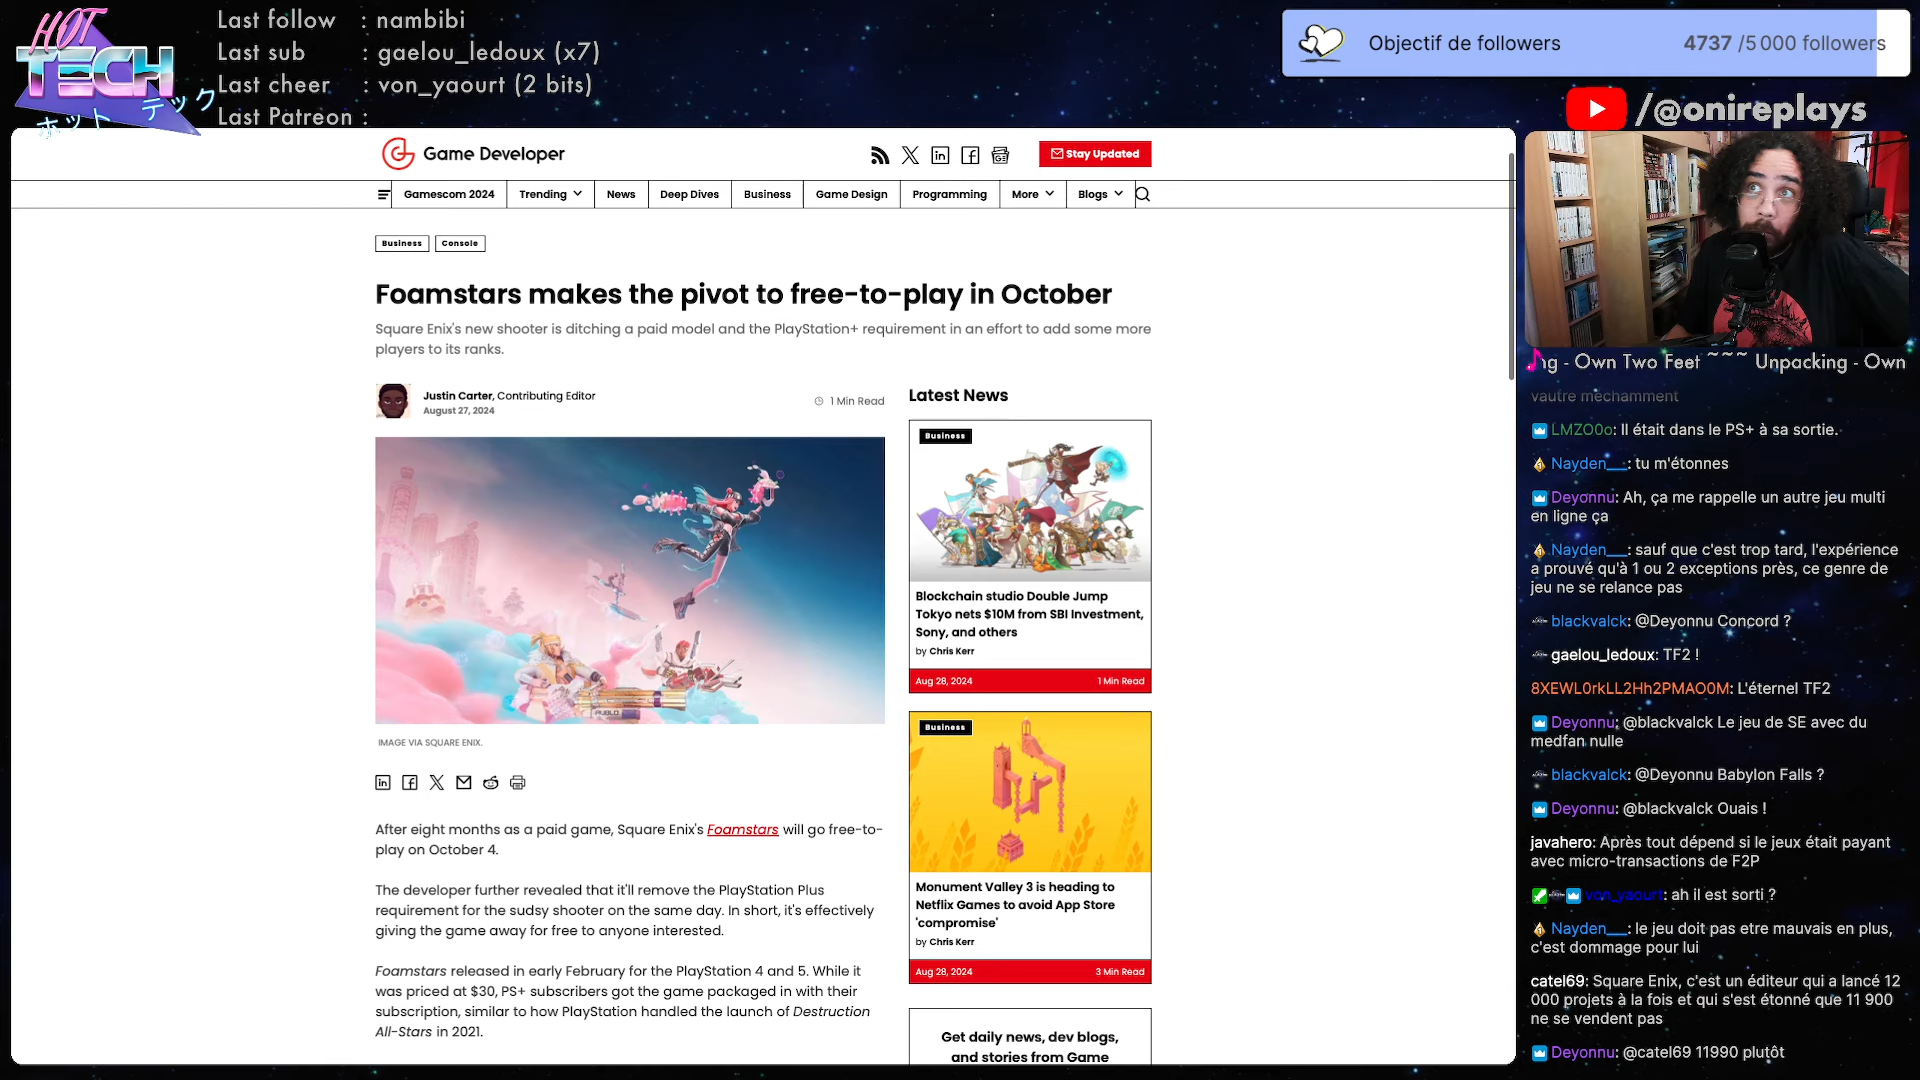 HOT
TECH
ホット テック
Last follow : nambibi
Last sub : gaelou_ledoux (x7)
Last cheer : von_yaourt (2 bits)
Last Patreon :
Objectif de followers
4737 /5 000 followers
/@onireplays
Game Developer
Stay Updated
Gamescom 2024
Trending
News
Deep Dives
Business
Game Design
Programming
More
Blogs
Business
Console
Foamstars makes the pivot to free-to-play in October
Square Enix's new shooter is ditching a paid model and the PlayStation+ requirement in an effort to add some more
players to its ranks.
Justin Carter, Contributing Editor
August 27, 2024
1 Min Read
PUBLO
IMAGE VIA SQUARE ENIX.
After eight months as a paid game, Square Enix's Foamstars will go free-to-
play on October 4.
The developer further revealed that it'll remove the PlayStation Plus
requirement for the sudsy shooter on the same day. In short, it's effectively
giving the game away for free to anyone interested.
Foamstars released in early February for the PlayStation 4 and 5. While it
was priced at $30, PS+ subscribers got the game packaged in with their
subscription, similar to how PlayStation handled the launch of Destruction
All-Stars in 2021.
Latest News
Business
Blockchain studio Double Jump
Tokyo nets $10M from SBI Investment,
Sony, and others
by Chris Kerr
Aug 28, 2024
1 Min Read
Business
Monument Valley 3 is heading to
Netflix Games to avoid App Store
'compromise'
by Chris Kerr
Aug 28, 2024
3 Min Read
Get daily news, dev blogs,
and stories from Game
ng - Own Two Feet ~~~ Unpacking - Own
vautre méchamment
LMZO0o: Il était dans le PS+ à sa sortie.
Nayden__: tu m'étonnes
Deyonnu: Ah, ça me rappelle un autre jeu multi
en ligne ça
Nayden__: sauf que c'est trop tard, l'expérience
a prouvé qu'à 1 ou 2 exceptions près, ce genre de
jeu ne se relance pas
blackvalck: @Deyonnu Concord ?
gaelou_ledoux: TF2 !
8XEWL0rkLL2Hh2PMAO0M: L'éternel TF2
Deyonnu: @blackvalck Le jeu de SE avec du
medfan nulle
blackvalck: @Deyonnu Babylon Falls ?
Deyonnu: @blackvalck Ouais !
javahero: Après tout dépend si le jeux était payant
avec micro-transactions de F2P
von_yaourt: ah il est sorti ?
Nayden__: le jeu doit pas etre mauvais en plus,
c'est dommage pour lui
catel69: Square Enix, c'est un éditeur qui a lancé 12
000 projets à la fois et qui s'est étonné que 11 900
ne se vendent pas
Deyonnu: @catel69 11990 plutôt